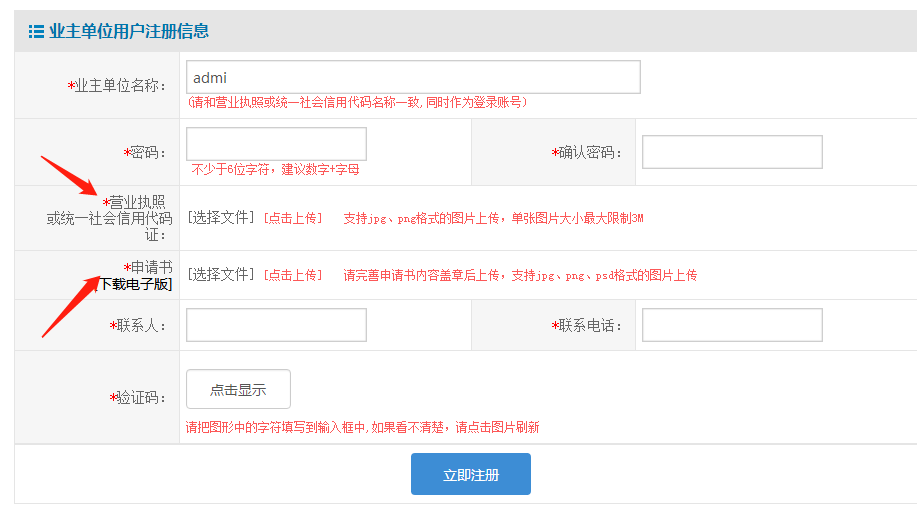 业主单位用户注册信息
*业主单位名称：
admi
(请和营业执照或统一社会信用代码名称一致,同时作为登录账号)
*密码：
不少于6位字符，建议数字+字母
*确认密码：
*营业执照
或统一社会信用代码
证：
[选择文件] [点击上传] 支持jpg、png格式的图片上传，单张图片大小最大限制3M
*申请书
[下载电子版]
[选择文件] [点击上传] 请完善申请书内容盖章后上传，支持jpg、png、psd格式的图片上传
*联系人：
*联系电话：
*验证码：
点击显示
请把图形中的字符填写到输入框中,如果看不清楚，请点击图片刷新
立即注册